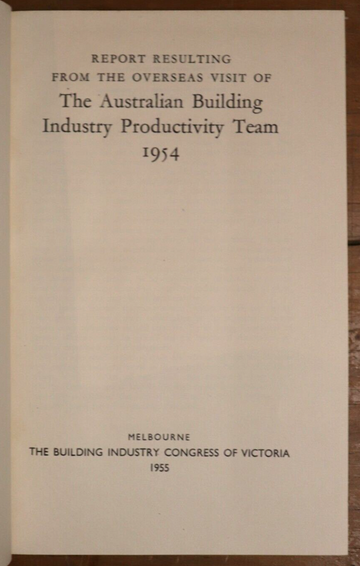 REPORT RESULTING
FROM THE OVERSEAS VISIT OF
The Australian Building
Industry Productivity Team
1954
MELBOURNE
THE BUILDING INDUSTRY CONGRESS OF VICTORIA
1955